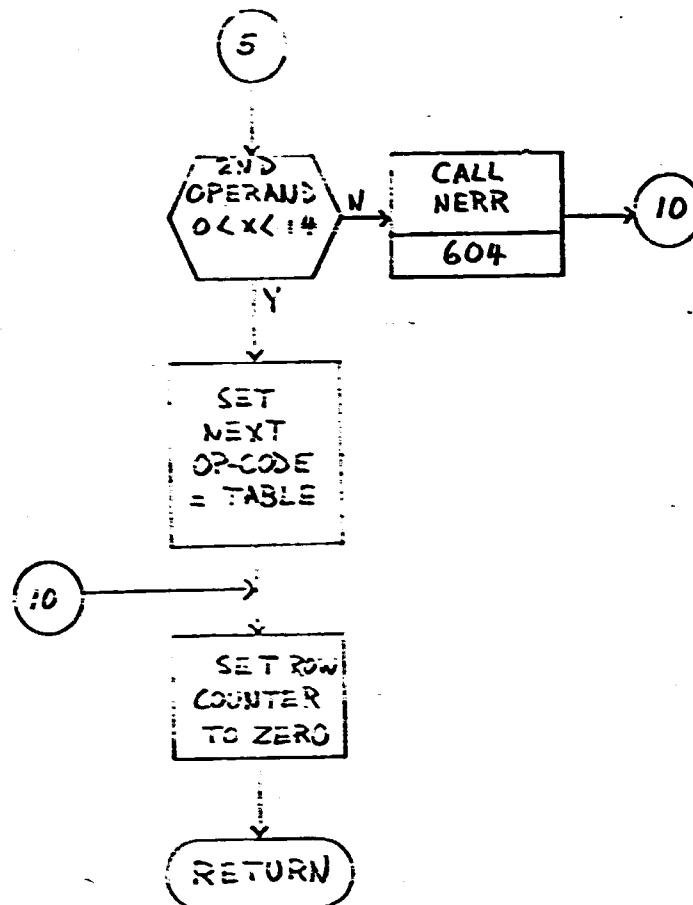 5
2ND
OPERAND
0 < X < 14
N
CALL
NERR
604
10
Y
SET
NEXT
OP-CODE
= TABLE
10
SET ROW
COUNTER
TO ZERO
RETURN